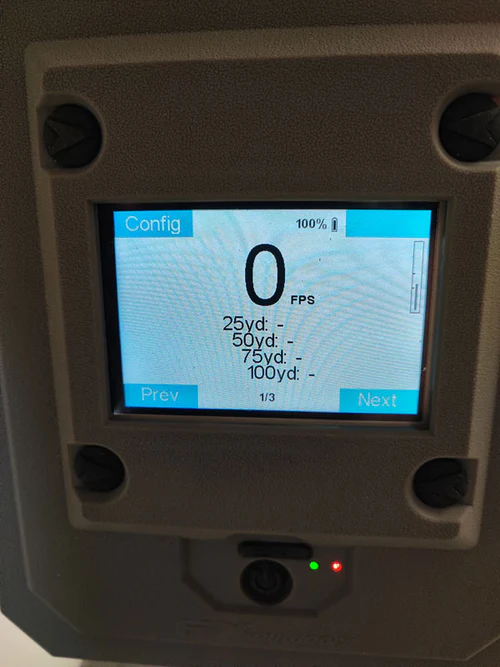 Config
100%
0 FPS
25yd: -
50yd: -
75yd: -
100yd: -
Prev
1/3
Next